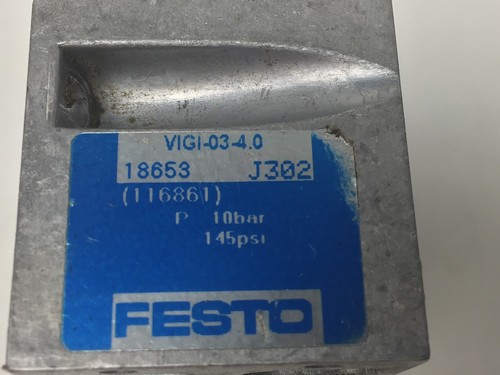 VIGI-03-4.0
18653 J302
(116861)
P 10bar
145psi
FESTO